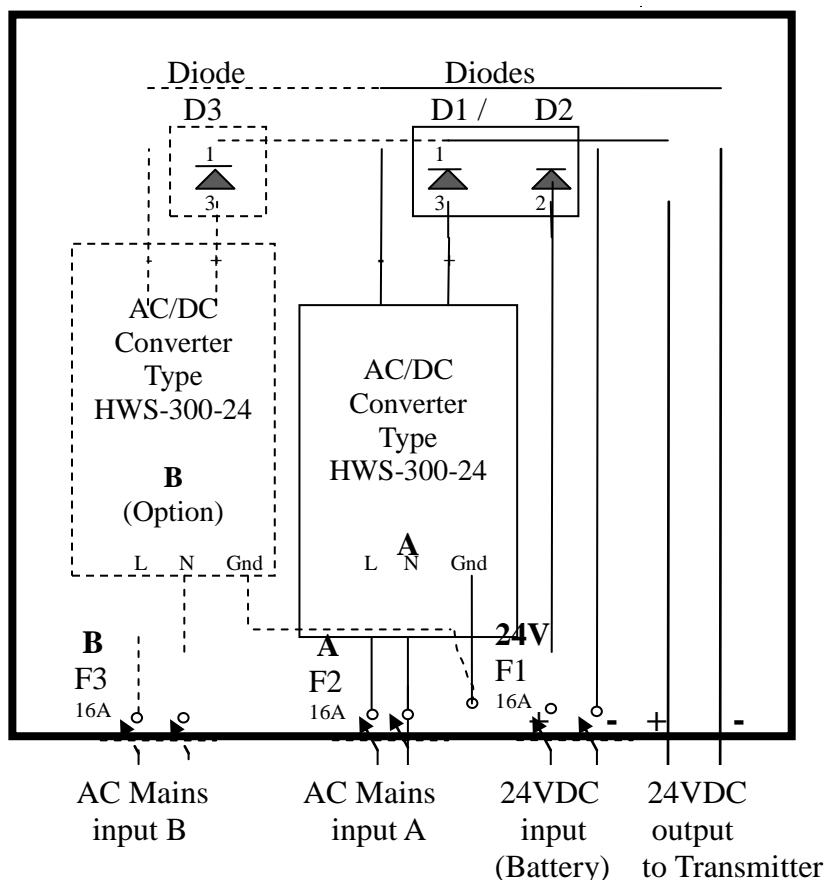 Diode Diodes
D3 D1 / D2
1 1
3 3 2
- + - +
AC/DC
Converter
Type
HWS-300-24
B
(Option)
L N Gnd
AC/DC
Converter
Type
HWS-300-24
A
L N Gnd
B
F3
16A
A
F2
16A
24V
F1
16A
+ - + -
AC Mains
input B
AC Mains
input A
24VDC
input
(Battery)
24VDC
output
to Transmitter